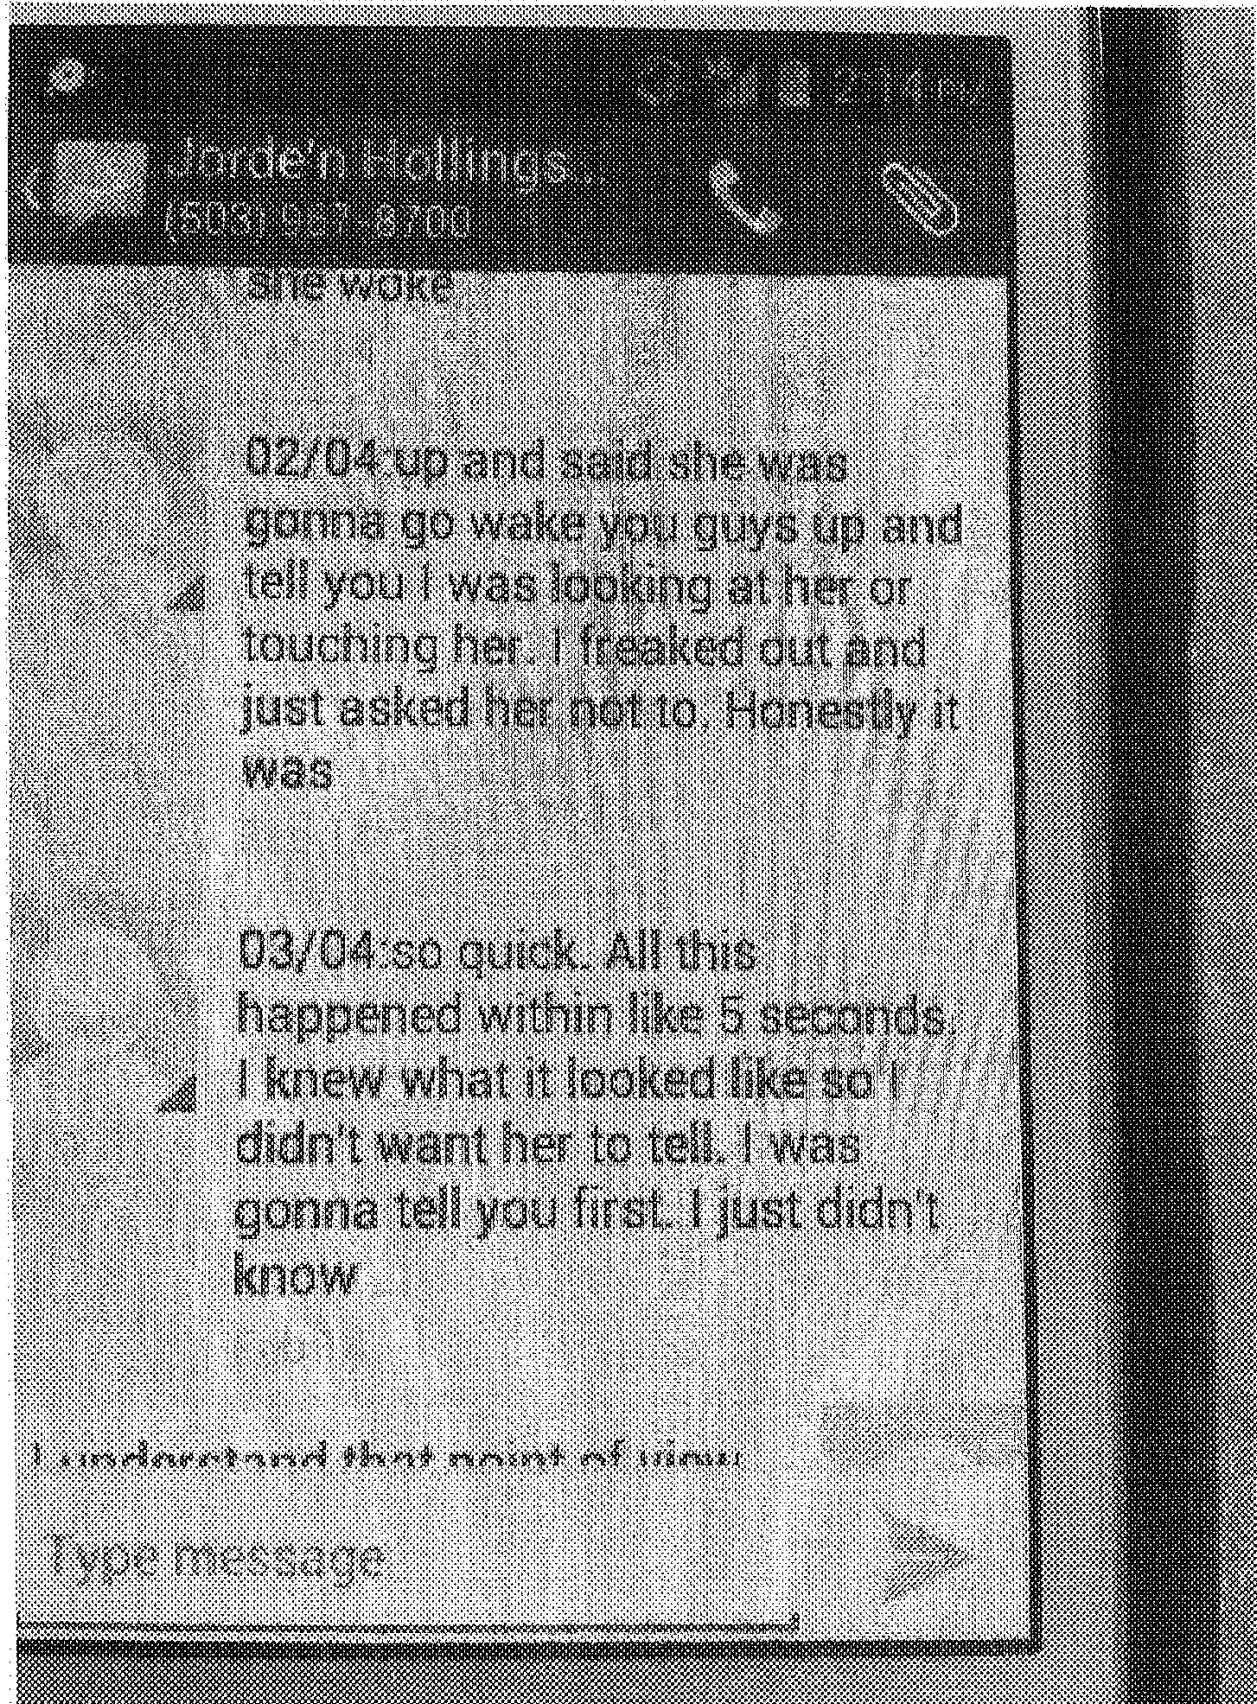 Jorde'n Hollings...
she woke
02/04:up and said she was
gonna go wake you guys up and
tell you I was looking at her or
touching her. I freaked out and
just asked her not to. Honestly it
was
03/04:so quick. All this
happened within like 5 seconds.
I knew what it looked like so I
didn't want her to tell. I was
gonna tell you first. I just didn't
know
I understand that point of view
Type message